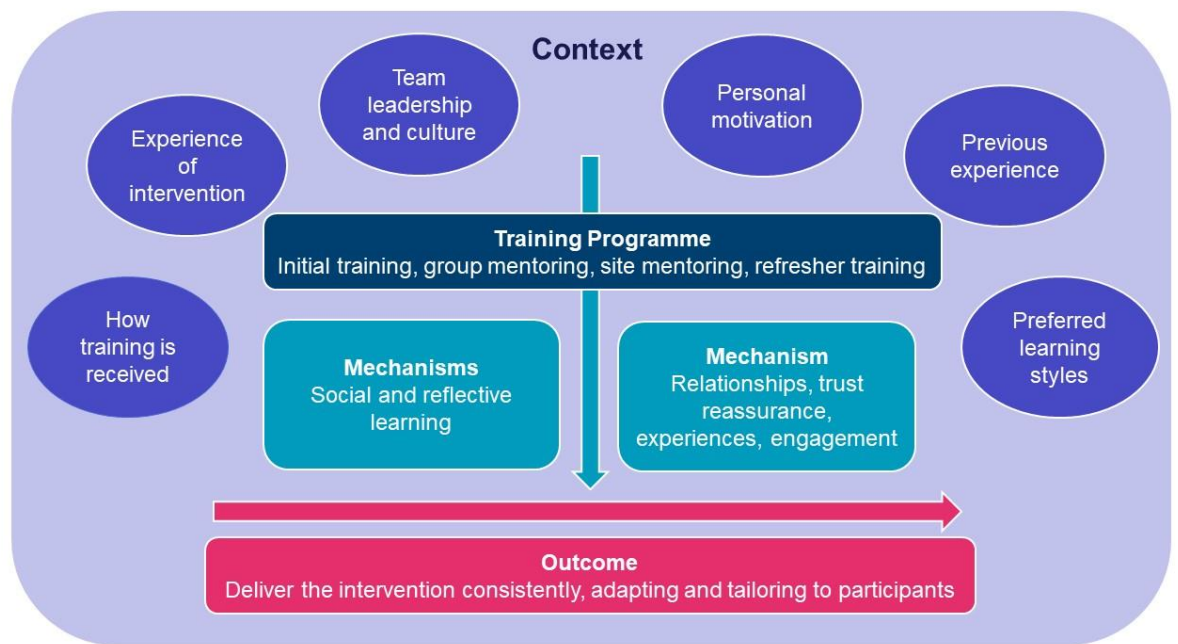 Context
Team
leadership
and culture
Personal
motivation
Experience
of
intervention
Previous
experience
Training Programme
Initial training, group mentoring, site mentoring, refresher training
How
training is
received
Mechanisms
Social and reflective
learning
Mechanism
Relationships, trust
reassurance,
experiences, engagement
Preferred
learning
styles
Outcome
Deliver the intervention consistently, adapting and tailoring to participants